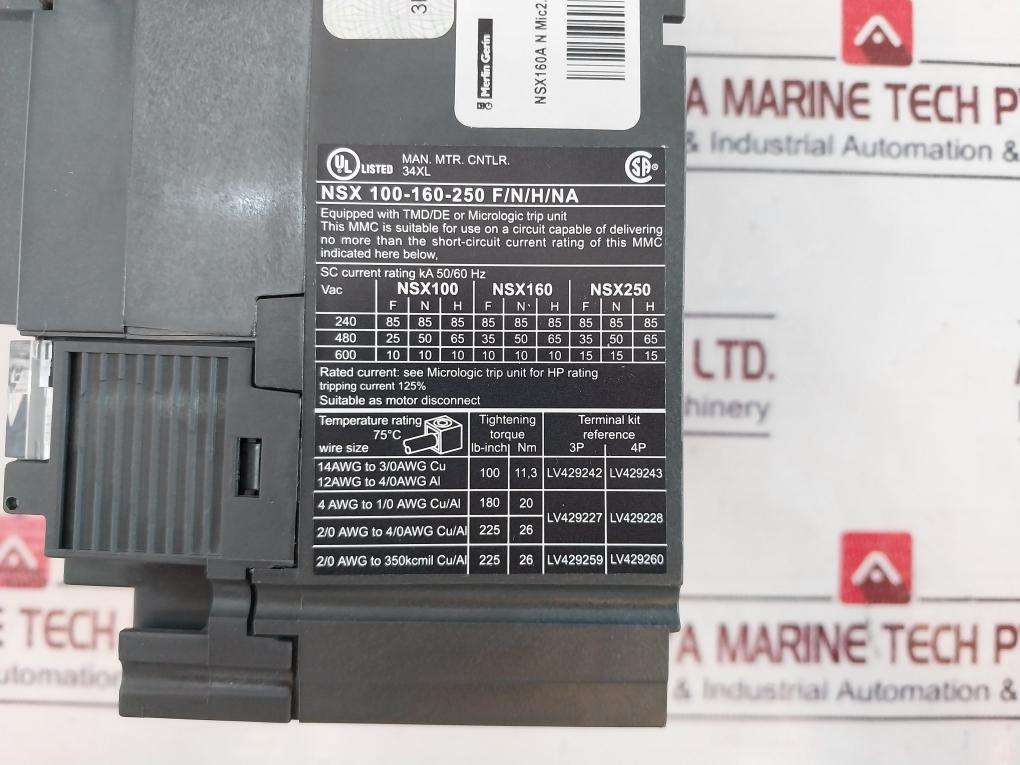 Merlin Gerin
NSX160A N Mic2.
UL LISTED
MAN. MTR. CNTLR.
34XL
NSX 100-160-250 F/N/H/NA
Equipped with TMD/DE or Micrologic trip unit
This MMC is suitable for use on a circuit capable of delivering
no more than the short-circuit current rating of this MMC
indicated here below,
SC current rating kA 50/60 Hz
Vac NSX100 NSX160 NSX250
F N H F N H F N H
240 85 85 85 85 85 85 85 85 85
480 25 50 65 35 50 65 35 50 65
600 10 10 10 10 10 10 15 15 15
Rated current: see Micrologic trip unit for HP rating
tripping current 125%
Suitable as motor disconnect
Temperature rating
75°C
wire size
Tightening
torque
lb-inch Nm
Terminal kit
reference
3P 4P
14AWG to 3/0AWG Cu
12AWG to 4/0AWG Al
100 11,3 LV429242 LV429243
4 AWG to 1/0 AWG Cu/Al 180 20
LV429227 LV429228
2/0 AWG to 4/0AWG Cu/Al 225 26
2/0 AWG to 350kcmil Cu/Al 225 26 LV429259 LV429260
A MARINE TECH P
& Industrial Automation &
LTD.
hinery
A MARINE TECH P
& Industrial Automation &
TECH
utomatio